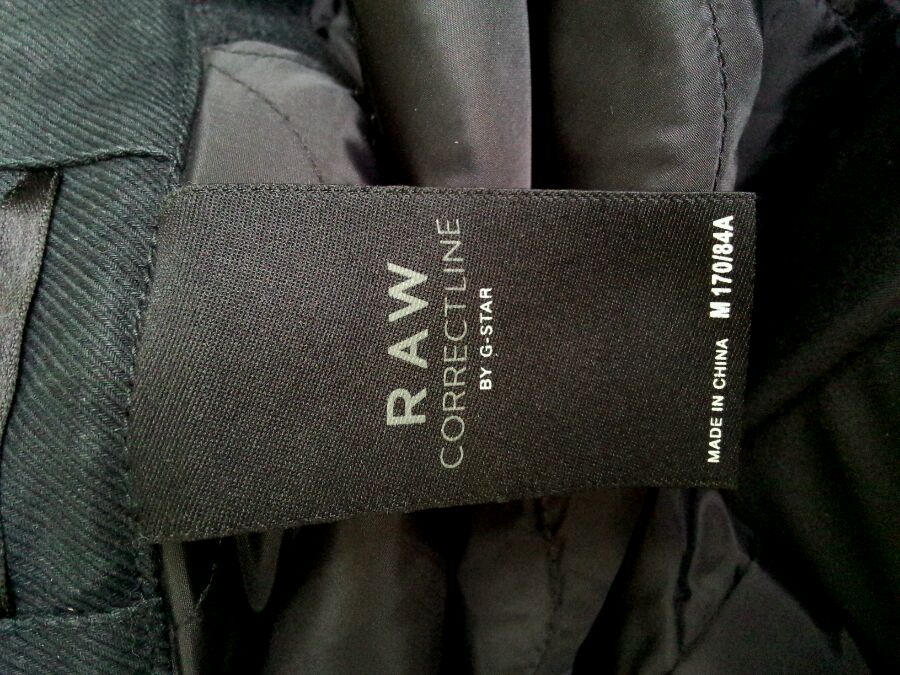 RAW
CORRECTLINE
BY G-STAR
MADE IN CHINA M 170/84A